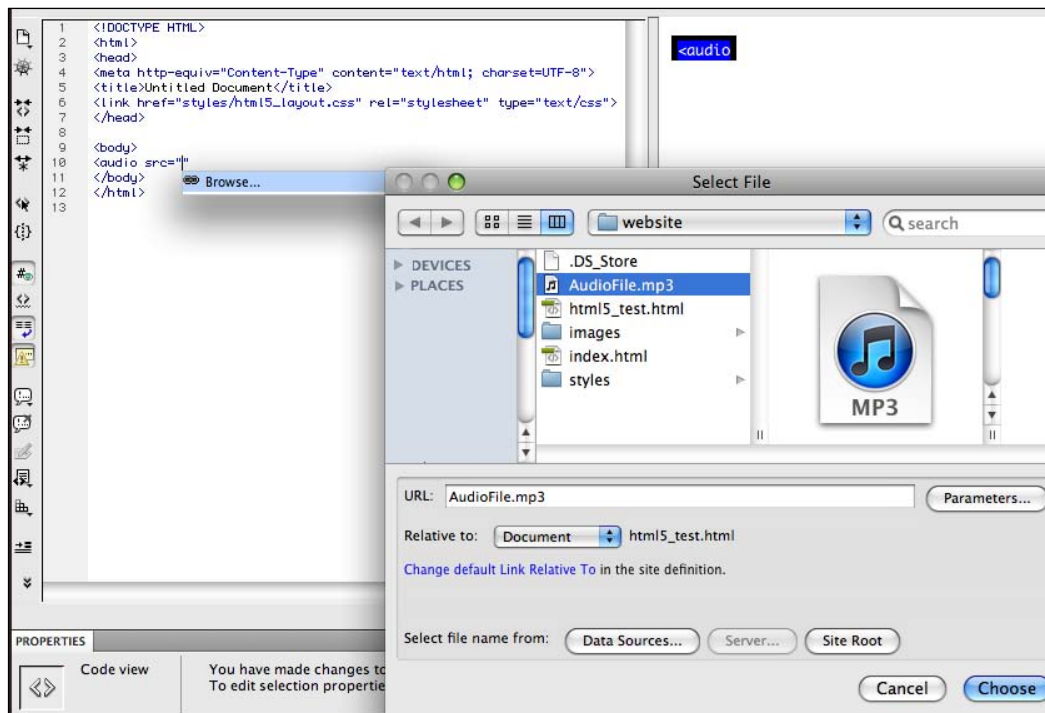 1 <!DOCTYPE HTML>
2 <html>
3 <head>
4 <meta http-equiv="Content-Type" content="text/html; charset=UTF-8">
5 <title>Untitled Document</title>
6 <link href="styles/html5_layout.css" rel="stylesheet" type="text/css">
7 </head>
8
9 <body>
10 <audio src=""
11 </body>
12 </html>
13
<audio
Browse...
Select File
website
search
DEVICES
PLACES
.DS_Store
AudioFile.mp3
html5_test.html
images
index.html
styles
MP3
URL: AudioFile.mp3
Parameters...
Relative to: Document html5_test.html
Change default Link Relative To in the site definition.
Select file name from: Data Sources... Server... Site Root
Cancel Choose
PROPERTIES
Code view
You have made changes to
To edit selection propertie